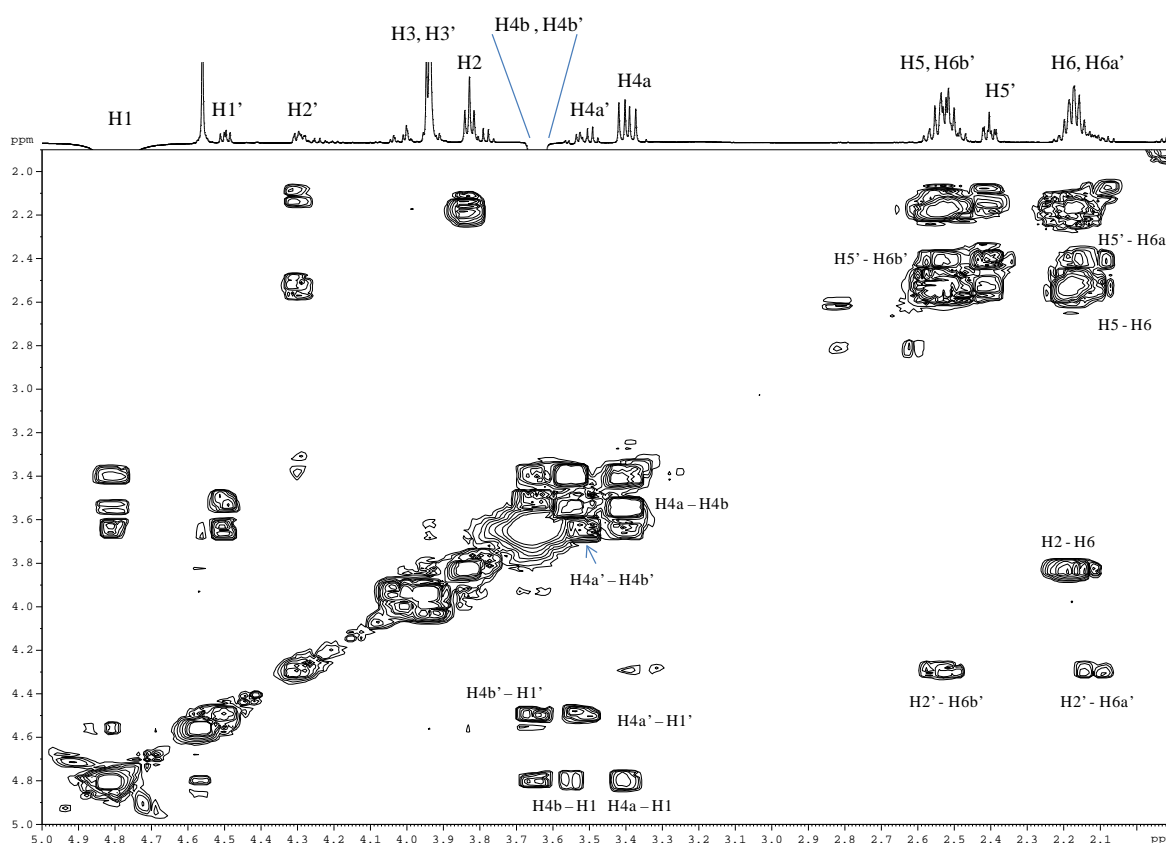 H4b , H4b’
H3, H3’
H2
H4a
H4a’
H5, H6b’
H6, H6a’
H5’
H1
H1’
H2’
ppm
2.0
2.2
2.4
2.6
2.8
3.0
3.2
3.4
3.6
3.8
4.0
4.2
4.4
4.6
4.8
5.0
H5’ - H6a
H5’ - H6b’
H5 - H6
H4a – H4b
H2 - H6
H4a’ – H4b’
H4b’ – H1’
H4a’ – H1’
H2’ - H6b’
H2’ - H6a’
H4b – H1
H4a – H1
5.0 4.9 4.8 4.7 4.6 4.5 4.4 4.3 4.2 4.1 4.0 3.9 3.8 3.7 3.6 3.5 3.4 3.3 3.2 3.1 3.0 2.9 2.8 2.7 2.6 2.5 2.4 2.3 2.2 2.1 pp